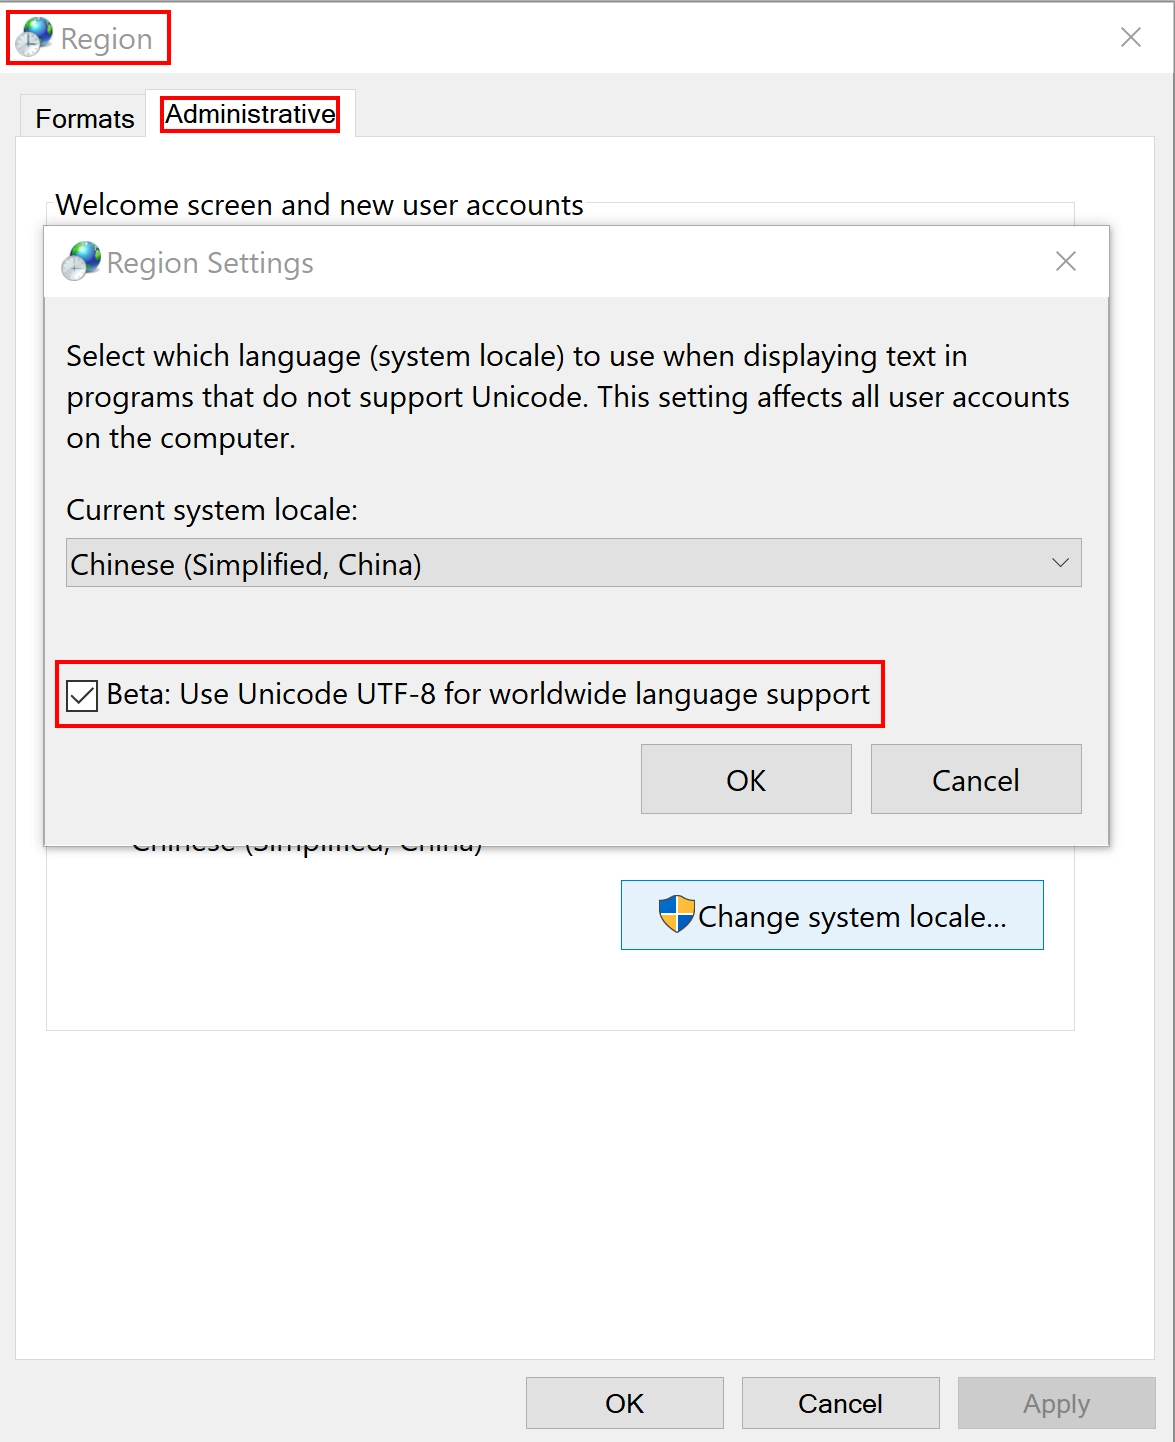 Region
Formats
Administrative
Welcome screen and new user accounts
Region Settings
Select which language (system locale) to use when displaying text in
programs that do not support Unicode. This setting affects all user accounts
on the computer.
Current system locale:
Chinese (Simplified, China)
Beta: Use Unicode UTF-8 for worldwide language support
OK
Cancel
Chinese (Simplified, China)
Change system locale...
OK
Cancel
Apply